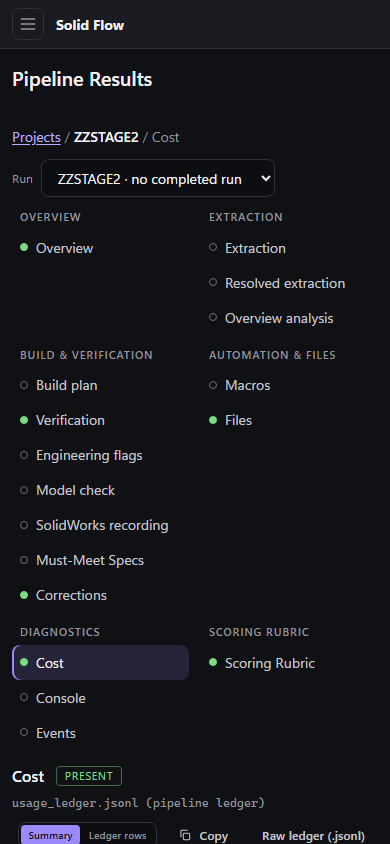 Solid Flow
Pipeline Results
Projects / ZZSTAGE2 / Cost
Run ZZSTAGE2 · no completed run
OVERVIEW
Overview
EXTRACTION
Extraction
Resolved extraction
Overview analysis
BUILD & VERIFICATION
Build plan
Verification
Engineering flags
Model check
SolidWorks recording
Must-Meet Specs
Corrections
AUTOMATION & FILES
Macros
Files
DIAGNOSTICS
Cost
Console
Events
SCORING RUBRIC
Scoring Rubric
Cost PRESENT
usage_ledger.jsonl (pipeline ledger)
Summary Ledger rows Copy Raw ledger (.jsonl)